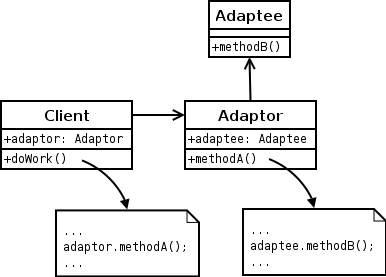 Adaptee
+methodB()
Client
+adaptor: Adaptor
+doWork()
Adaptor
+adaptee: Adaptee
+methodA()
...
adaptor.methodA();
...
...
adaptee.methodB();
...